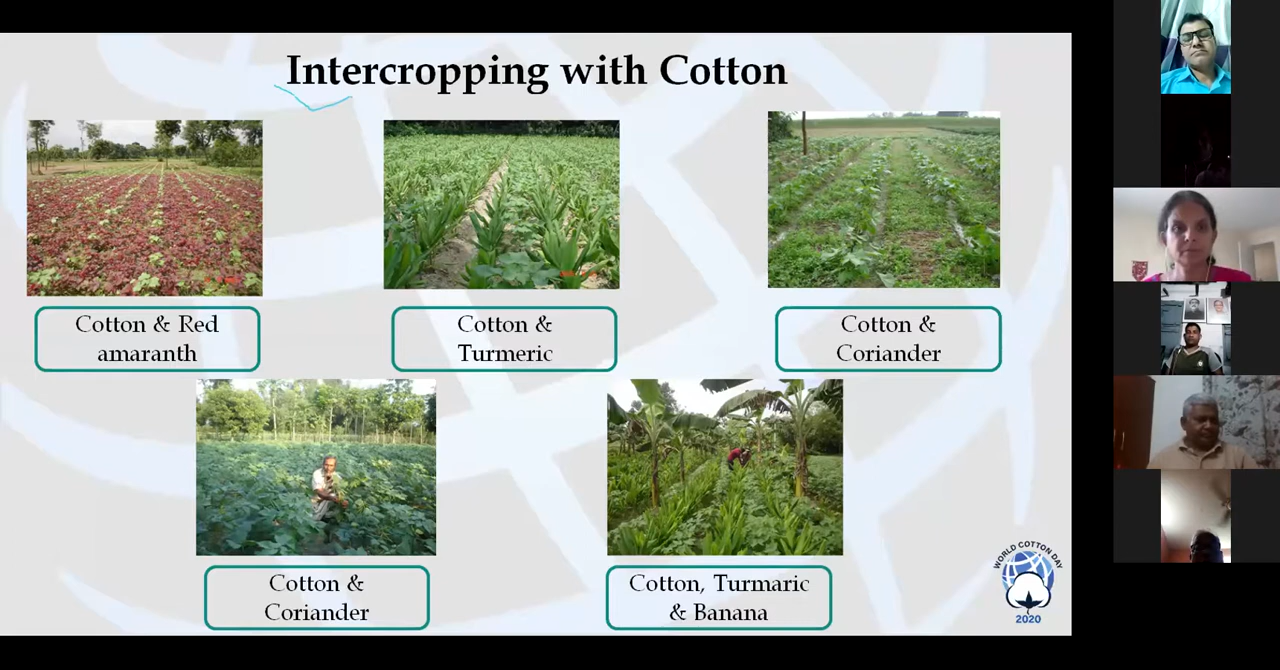 Intercropping with Cotton
Cotton & Red
amaranth
Cotton &
Turmeric
Cotton &
Coriander
Cotton &
Coriander
Cotton, Turmaric
& Banana
WORLD COTTON DAY
2020